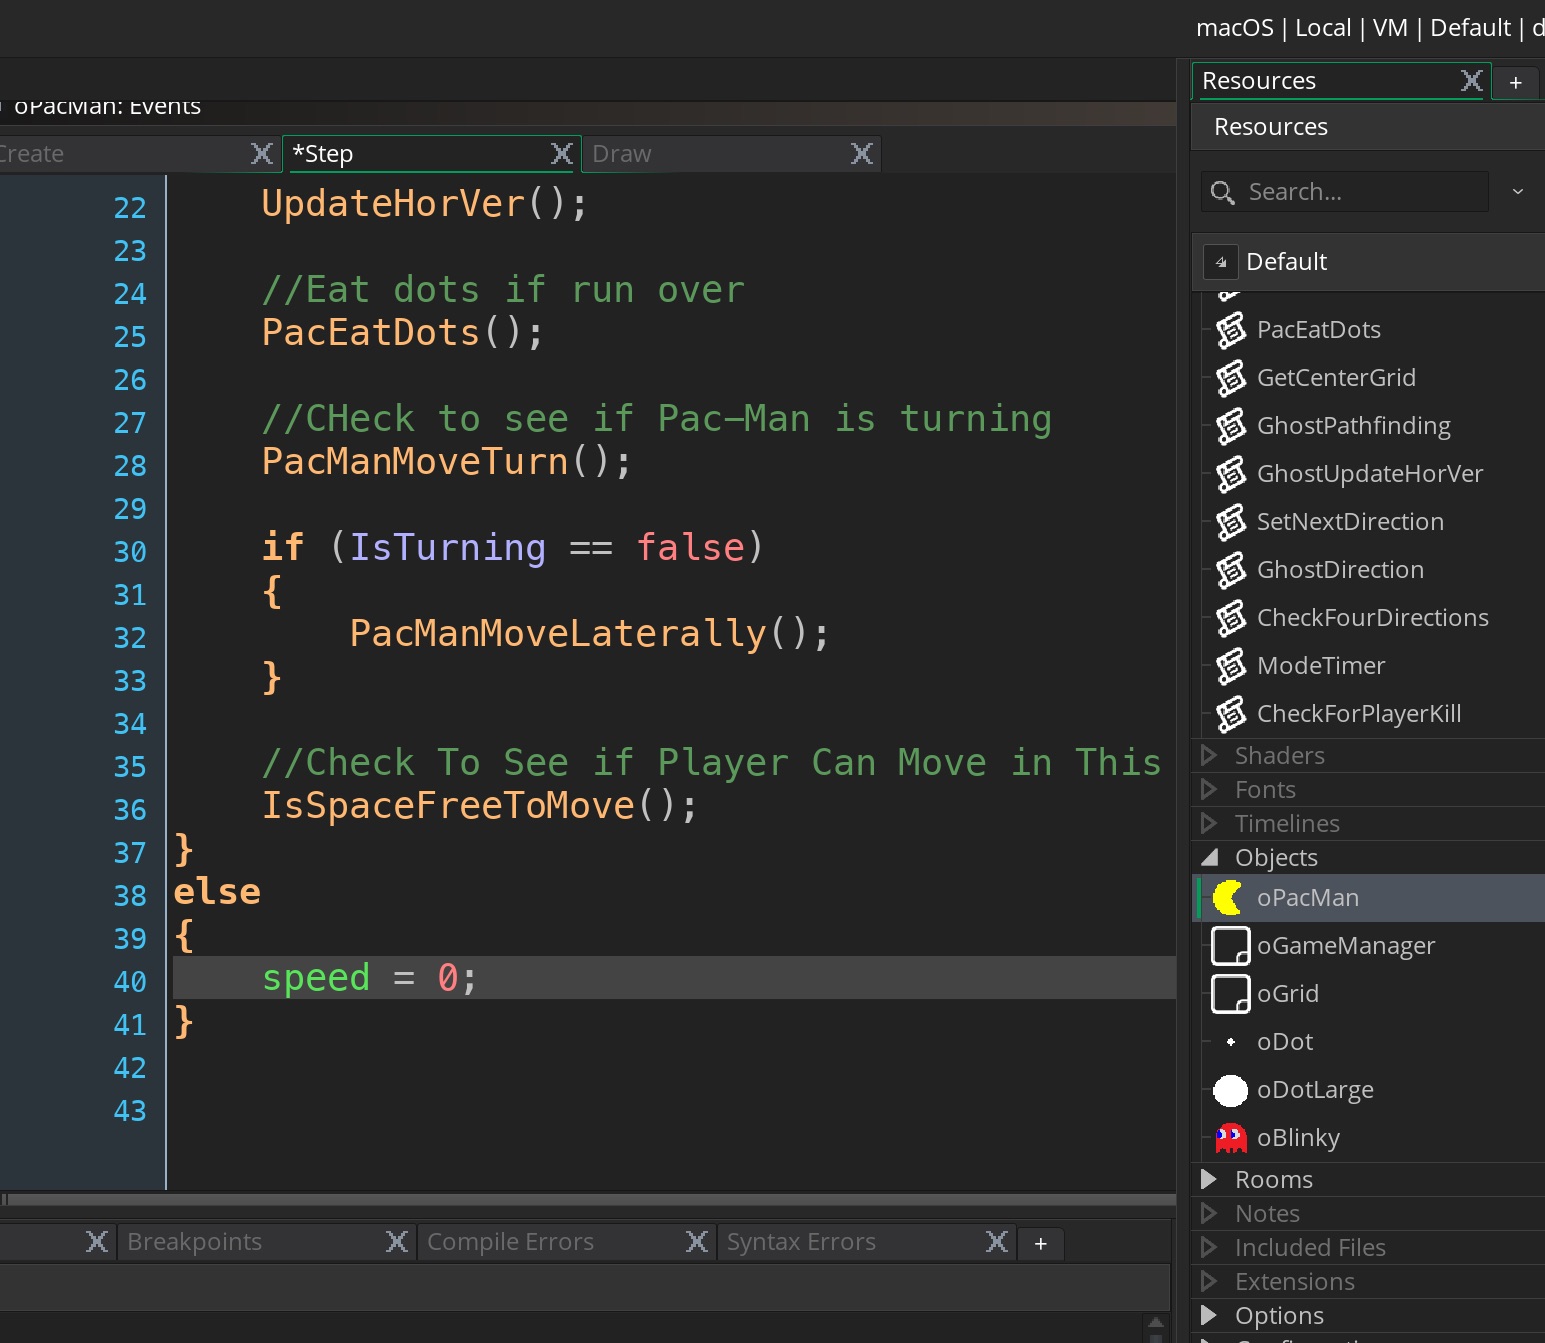 macOS | Local | VM | Default | d
oPacMan: Events
Create
*Step
Draw
22 UpdateHorVer();
23
24 //Eat dots if run over
25 PacEatDots();
26
27 //CHeck to see if Pac-Man is turning
28 PacManMoveTurn();
29
30 if (IsTurning == false)
31 {
32 PacManMoveLaterally();
33 }
34
35 //Check To See if Player Can Move in This
36 IsSpaceFreeToMove();
37 }
38 else
39 {
40 speed = 0;
41 }
42
43
Breakpoints
Compile Errors
Syntax Errors
+
Resources
+
Resources
Search...
Default
PacEatDots
GetCenterGrid
GhostPathfinding
GhostUpdateHorVer
SetNextDirection
GhostDirection
CheckFourDirections
ModeTimer
CheckForPlayerKill
Shaders
Fonts
Timelines
Objects
oPacMan
oGameManager
oGrid
oDot
oDotLarge
oBlinky
Rooms
Notes
Included Files
Extensions
Options